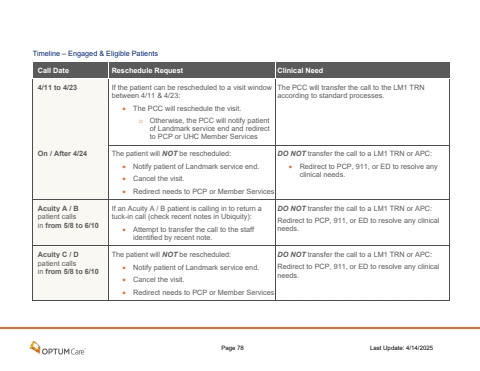 Timeline – Engaged & Eligible Patients
Call Date
Reschedule Request
Clinical Need
4/11 to 4/23
If the patient can be rescheduled to a visit window
between 4/11 & 4/23:
• The PCC will reschedule the visit.
o Otherwise, the PCC will notify patient
of Landmark service end and redirect
to PCP or UHC Member Services
The PCC will transfer the call to the LM1 TRN
according to standard processes.
On / After 4/24
The patient will NOT be rescheduled:
• Notify patient of Landmark service end.
• Cancel the visit.
• Redirect needs to PCP or Member Services
DO NOT transfer the call to a LM1 TRN or APC:
• Redirect to PCP, 911, or ED to resolve any
clinical needs.
Acuity A / B
patient calls
in from 5/8 to 6/10
If an Acuity A / B patient is calling in to return a
tuck-in call (check recent notes in Ubiquity):
• Attempt to transfer the call to the staff
identified by recent note.
DO NOT transfer the call to a LM1 TRN or APC:
Redirect to PCP, 911, or ED to resolve any clinical
needs.
Acuity C / D
patient calls
in from 5/8 to 6/10
The patient will NOT be rescheduled:
• Notify patient of Landmark service end.
• Cancel the visit.
• Redirect needs to PCP or Member Services
DO NOT transfer the call to a LM1 TRN or APC:
Redirect to PCP, 911, or ED to resolve any clinical
needs.
OPTUMCare
Page 78
Last Update: 4/14/2025